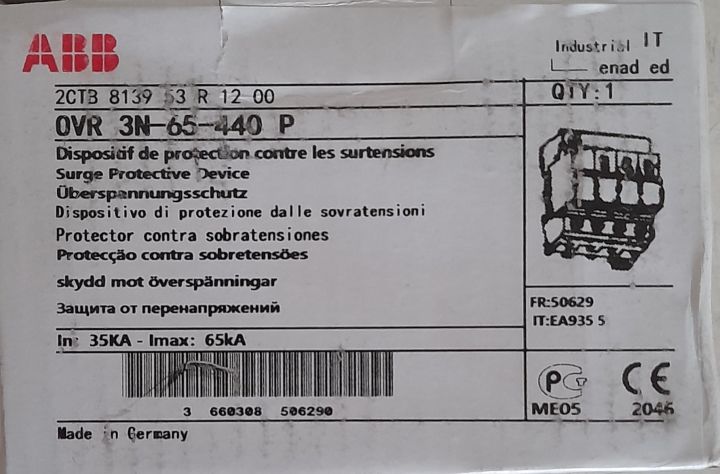 ABB
Industrial IT
enad ed
2CTB 8139 53 R 12 00
QTY:1
OVR 3N-65-440 P
Dispositif de protection contre les surtensions
Surge Protective Device
Überspannungsschutz
Dispositivo di protezione dalle sovratensioni
Protector contra sobratensiones
Protecção contra sobretensões
skydd mot överspänningar
Защита от перенапряжений
FR:50629
IT:EA935 5
In: 35KA - Imax: 65kA
3 660308 506290
ME05
CE
2046
Made in Germany